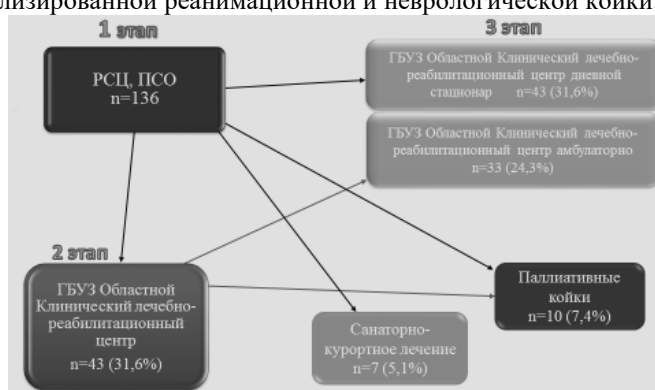 лизированной реанимационной и неврологической койки.
1 этап
3 этап
РСЦ, ПСО
n=136
ГБУЗ Областной Клинический лечебно-
реабилитационный центр дневной
стационар n=43 (31,6%)
ГБУЗ Областной Клинический лечебно-
реабилитационный центр амбулаторно
n=33 (24,3%)
2 этап
ГБУЗ Областной
Клинический лечебно-
реабилитационный
центр
n=43 (31,6%)
Санаторно-
курортное лечение
n=7 (5,1%)
Паллиативные
койки
n=10 (7,4%)